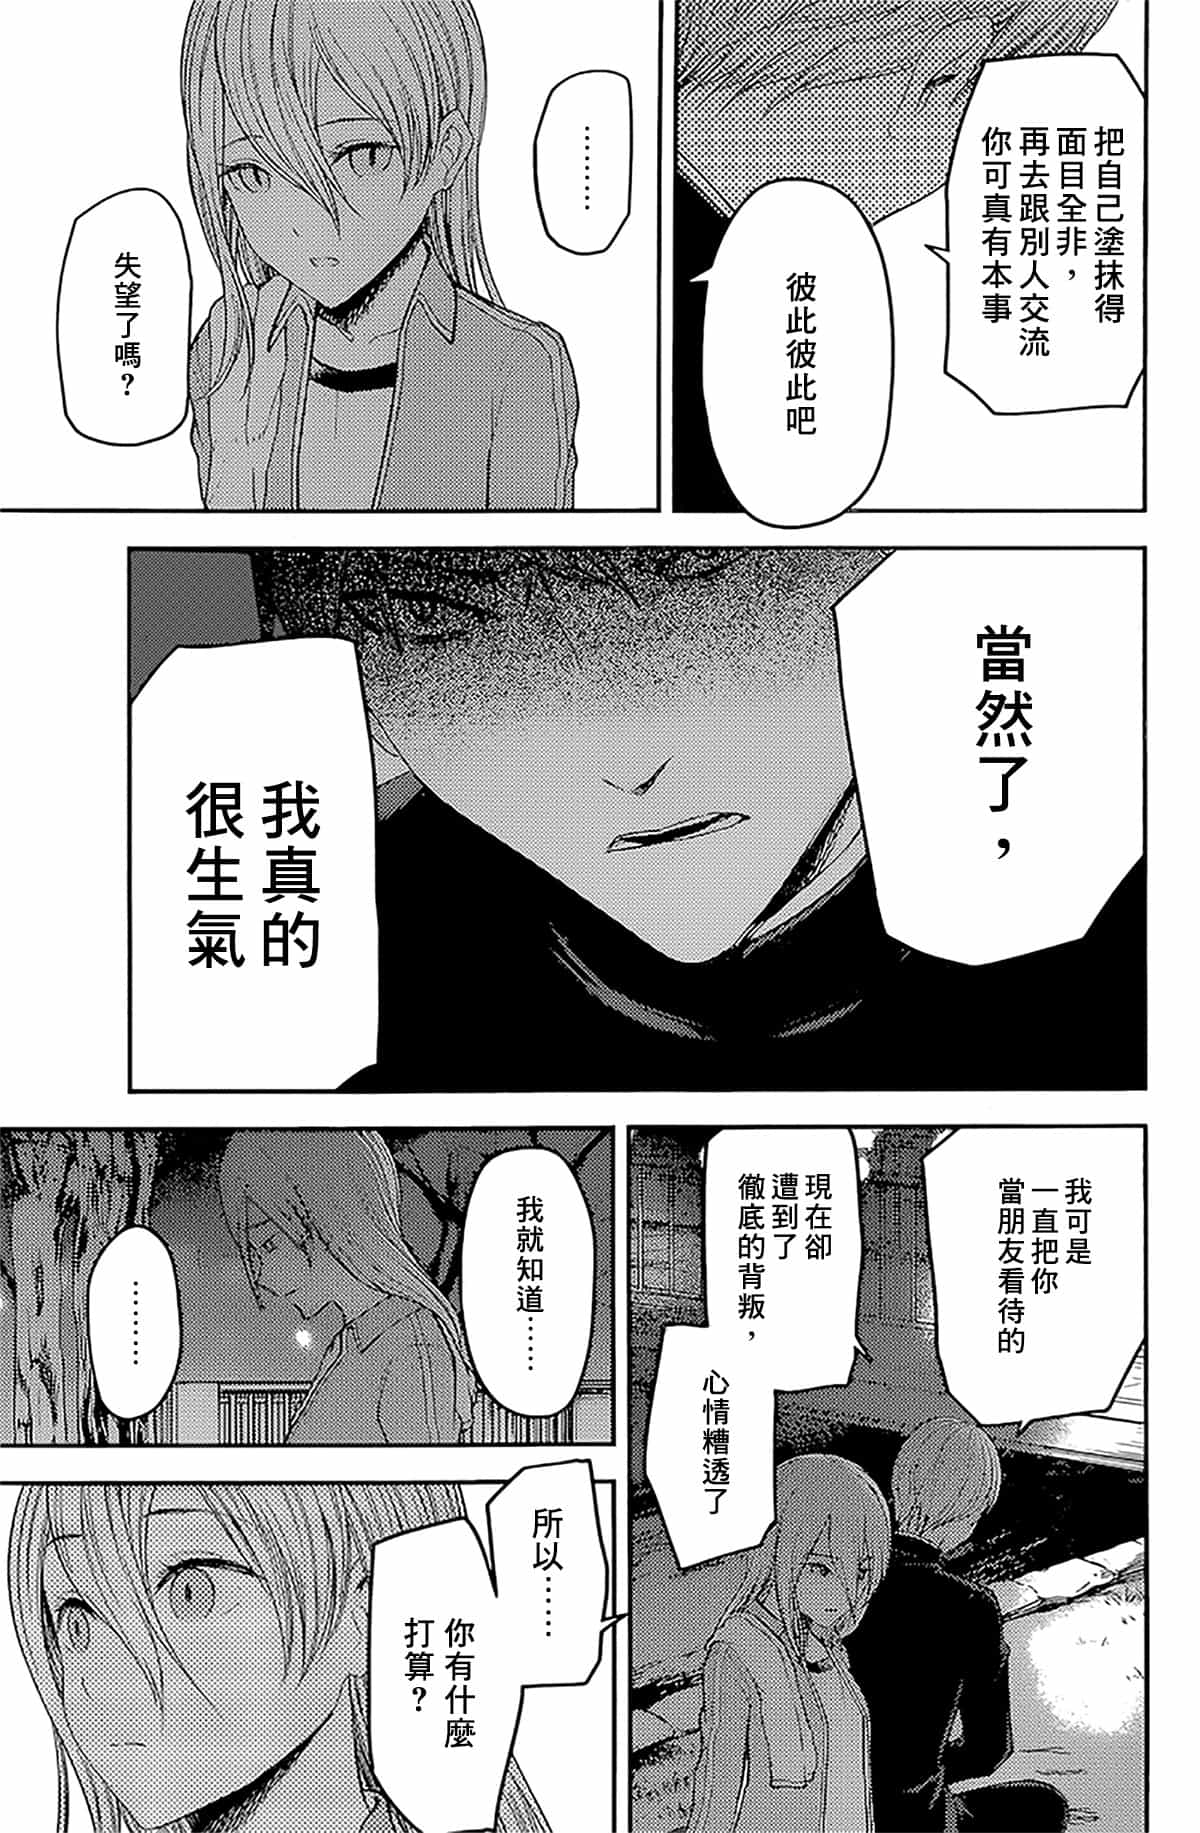 把自己塗抹得
面目全非，
再去跟別人交流
你可真有本事
彼此彼此吧
……
失望了嗎？
當然了，
我真的
很生氣
我可是
一直把你
當朋友看待的
現在卻
遭到了
徹底的背叛，
心情糟透了
我就知道……
……
所以……
你有什麼
打算？